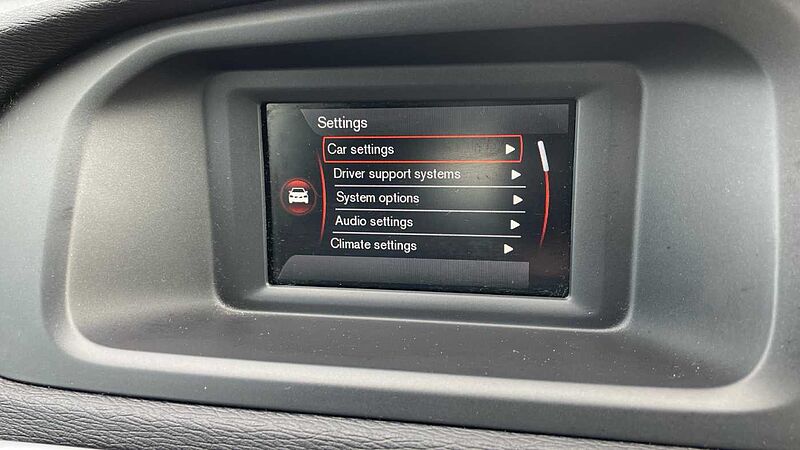 Settings
Car settings
Driver support systems
System options
Audio settings
Climate settings